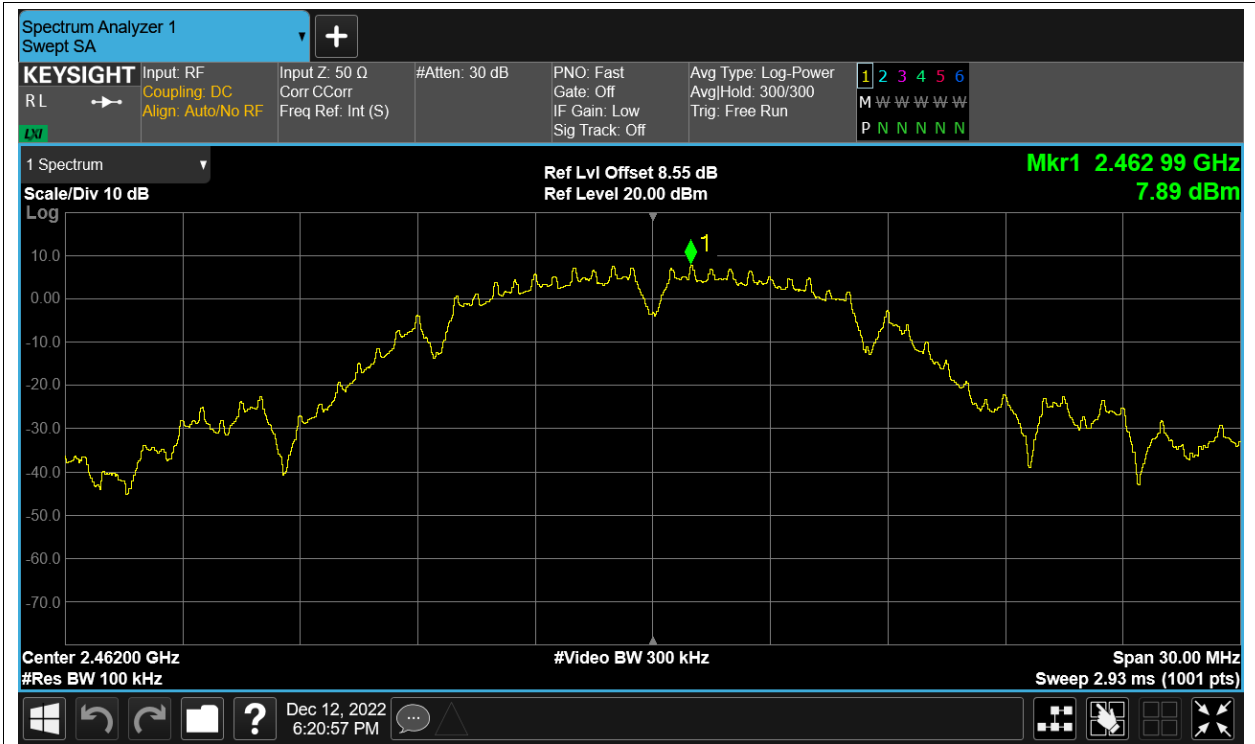 Spectrum Analyzer 1
Swept SA
+
KEYSIGHT
R L
LXI
Input: RF
Coupling: DC
Align: Auto/No RF
Input Z: 50 Ω
Corr CCorr
Freq Ref: Int (S)
#Atten: 30 dB
PNO: Fast
Gate: Off
IF Gain: Low
Sig Track: Off
Avg Type: Log-Power
Avg|Hold: 300/300
Trig: Free Run
1 2 3 4 5 6
M W W W W W
P N N N N N
1 Spectrum
Scale/Div 10 dB
Log
Ref Lvl Offset 8.55 dB
Ref Level 20.00 dBm
Mkr1 2.462 99 GHz
7.89 dBm
1
10.0
0.00
-10.0
-20.0
-30.0
-40.0
-50.0
-60.0
-70.0
Center 2.46200 GHz
#Res BW 100 kHz
#Video BW 300 kHz
Span 30.00 MHz
Sweep 2.93 ms (1001 pts)
?
Dec 12, 2022
6:20:57 PM